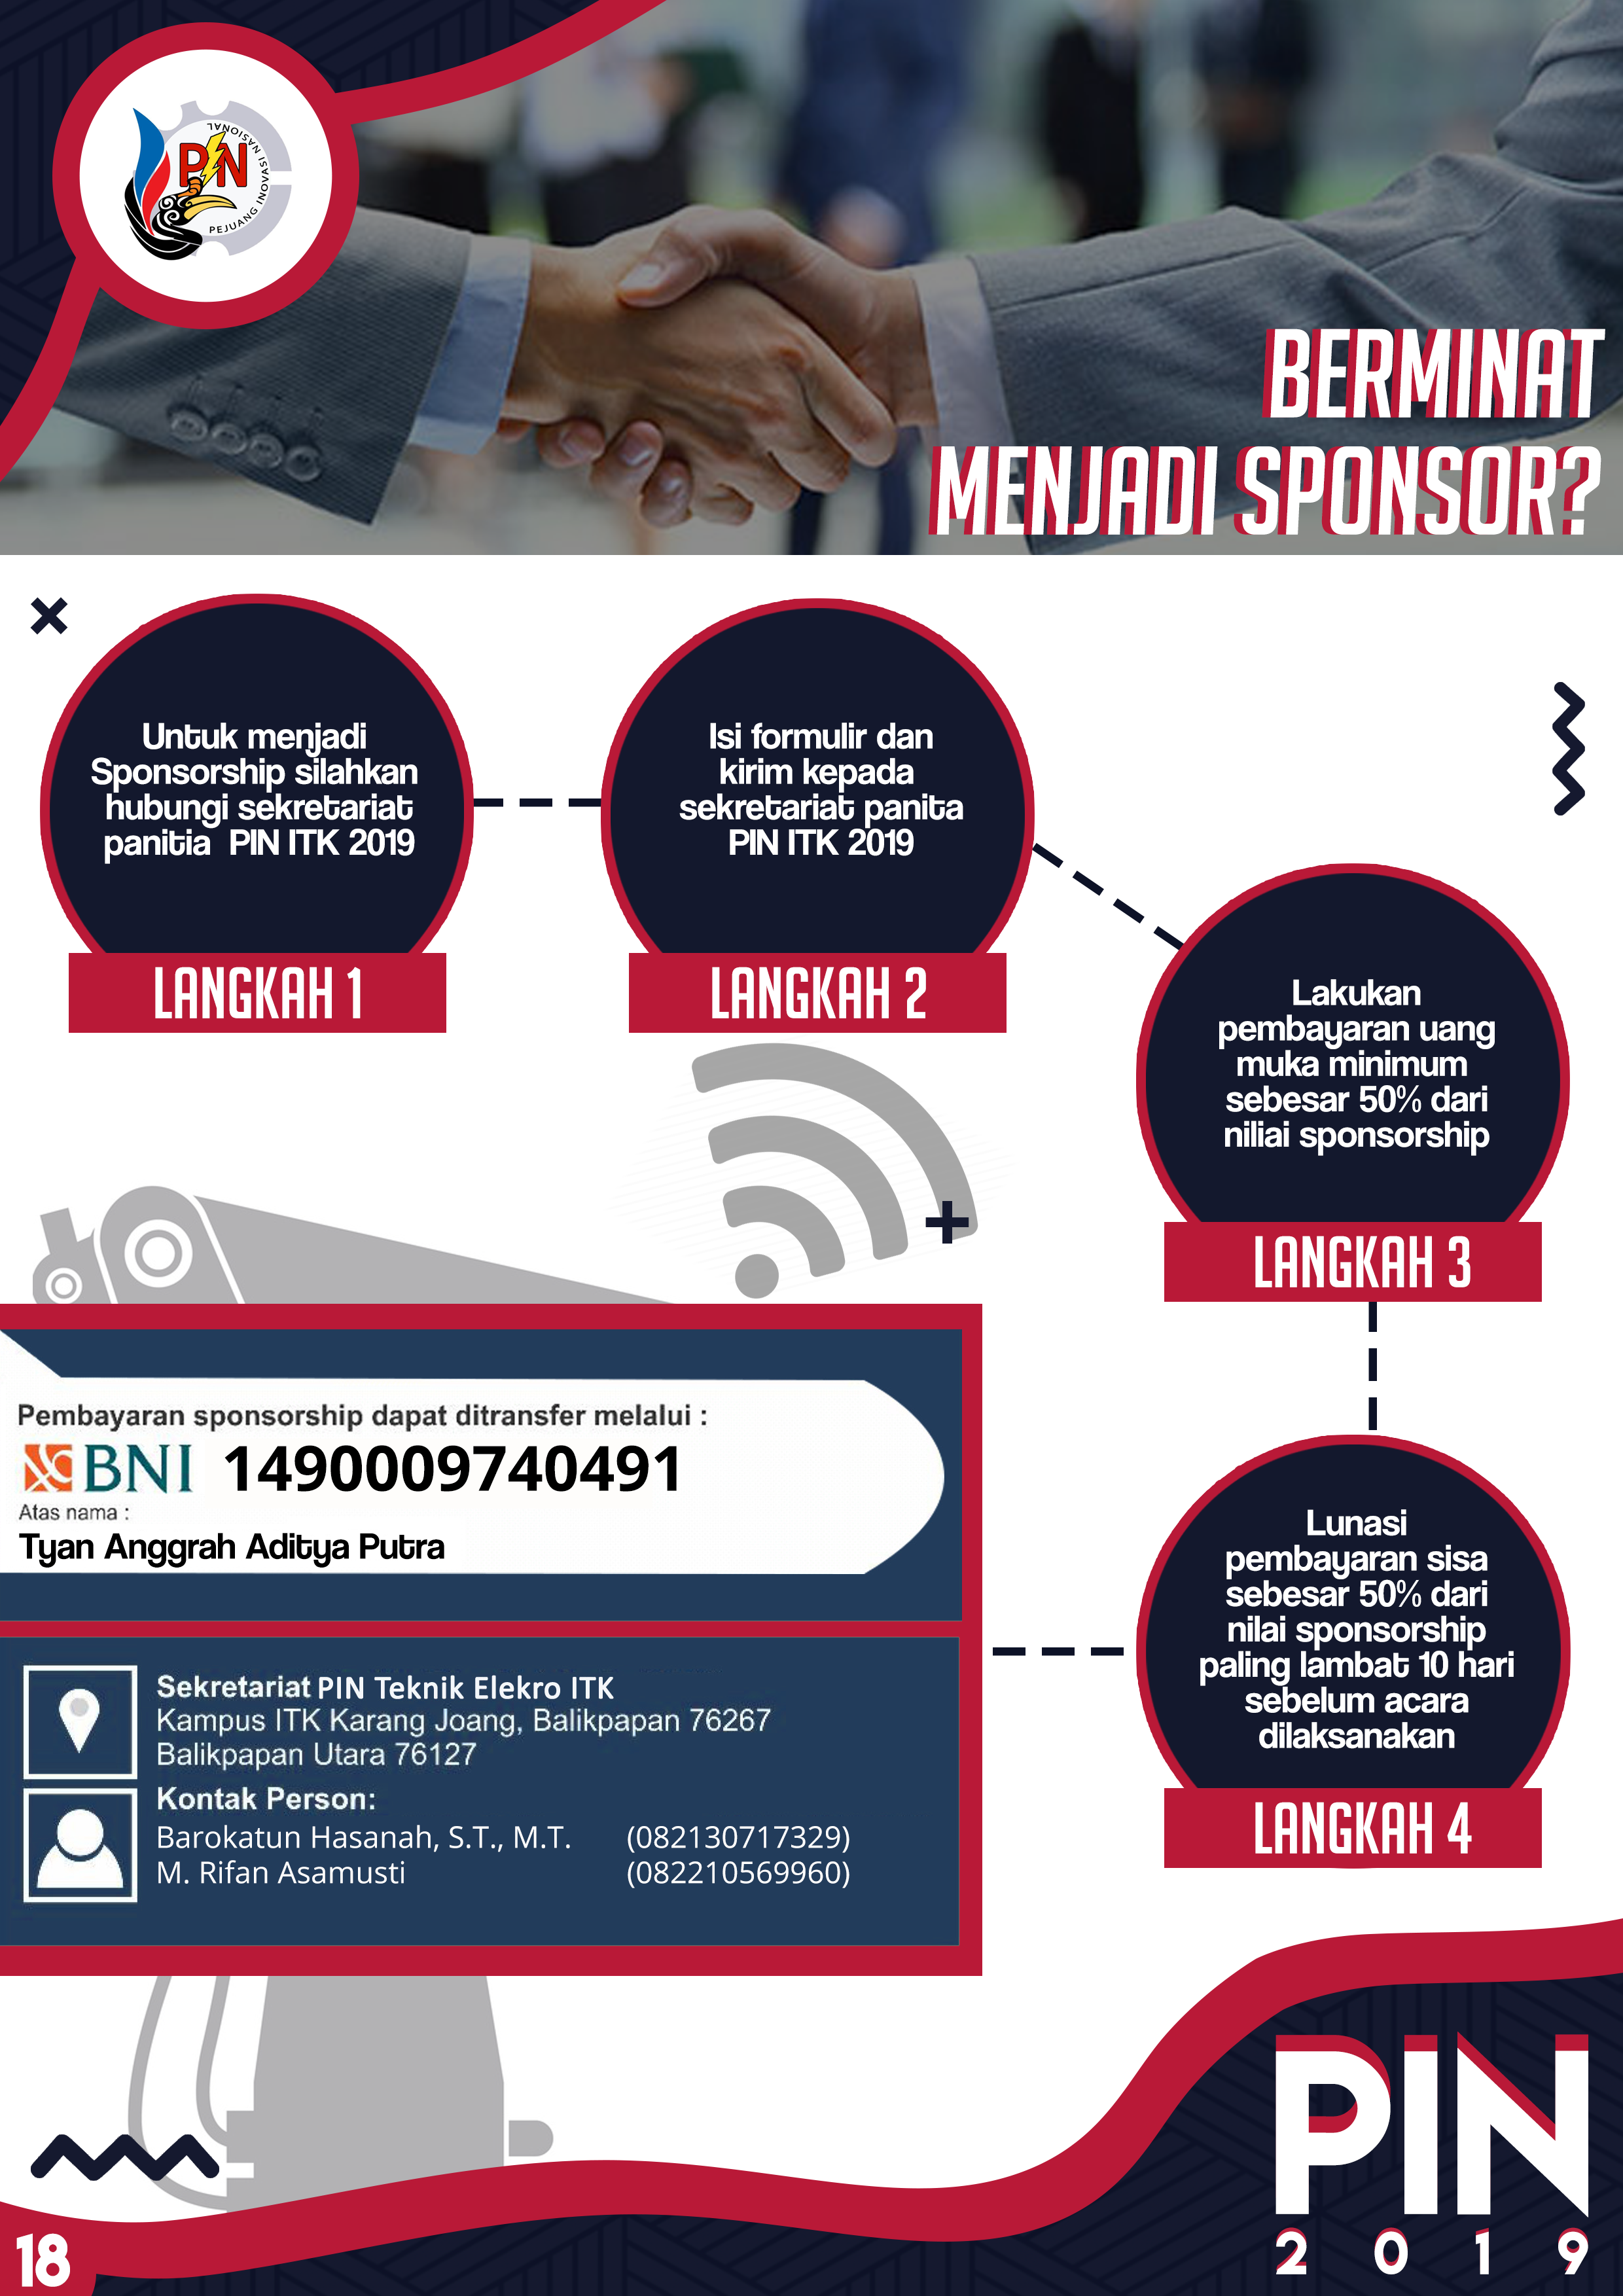 PIN
PEJUANG INOVASI NASIONAL
BERMINAT
MENJADI SPONSOR?
Untuk menjadi
Sponsorship silahkan
hubungi sekretariat
panitia PIN ITK 2019
LANGKAH 1
Isi formulir dan
kirim kepada
sekretariat panita
PIN ITK 2019
LANGKAH 2
Lakukan
pembayaran uang
muka minimum
sebesar 50% dari
niliai sponsorship
LANGKAH 3
Lunasi
pembayaran sisa
sebesar 50% dari
nilai sponsorship
paling lambat 10 hari
sebelum acara
dilaksanakan
LANGKAH 4
Pembayaran sponsorship dapat ditransfer melalui :
BNI 1490009740491
Atas nama :
Tyan Anggrah Aditya Putra
Sekretariat PIN Teknik Elekro ITK
Kampus ITK Karang Joang, Balikpapan 76267
Balikpapan Utara 76127
Kontak Person:
Barokatun Hasanah, S.T., M.T. (082130717329)
M. Rifan Asamusti (082210569960)
PIN
2019
18